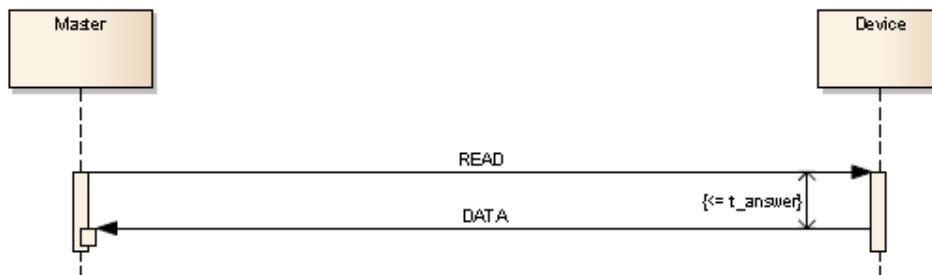 Master
Device
READ
{<= t_answer}
DATA